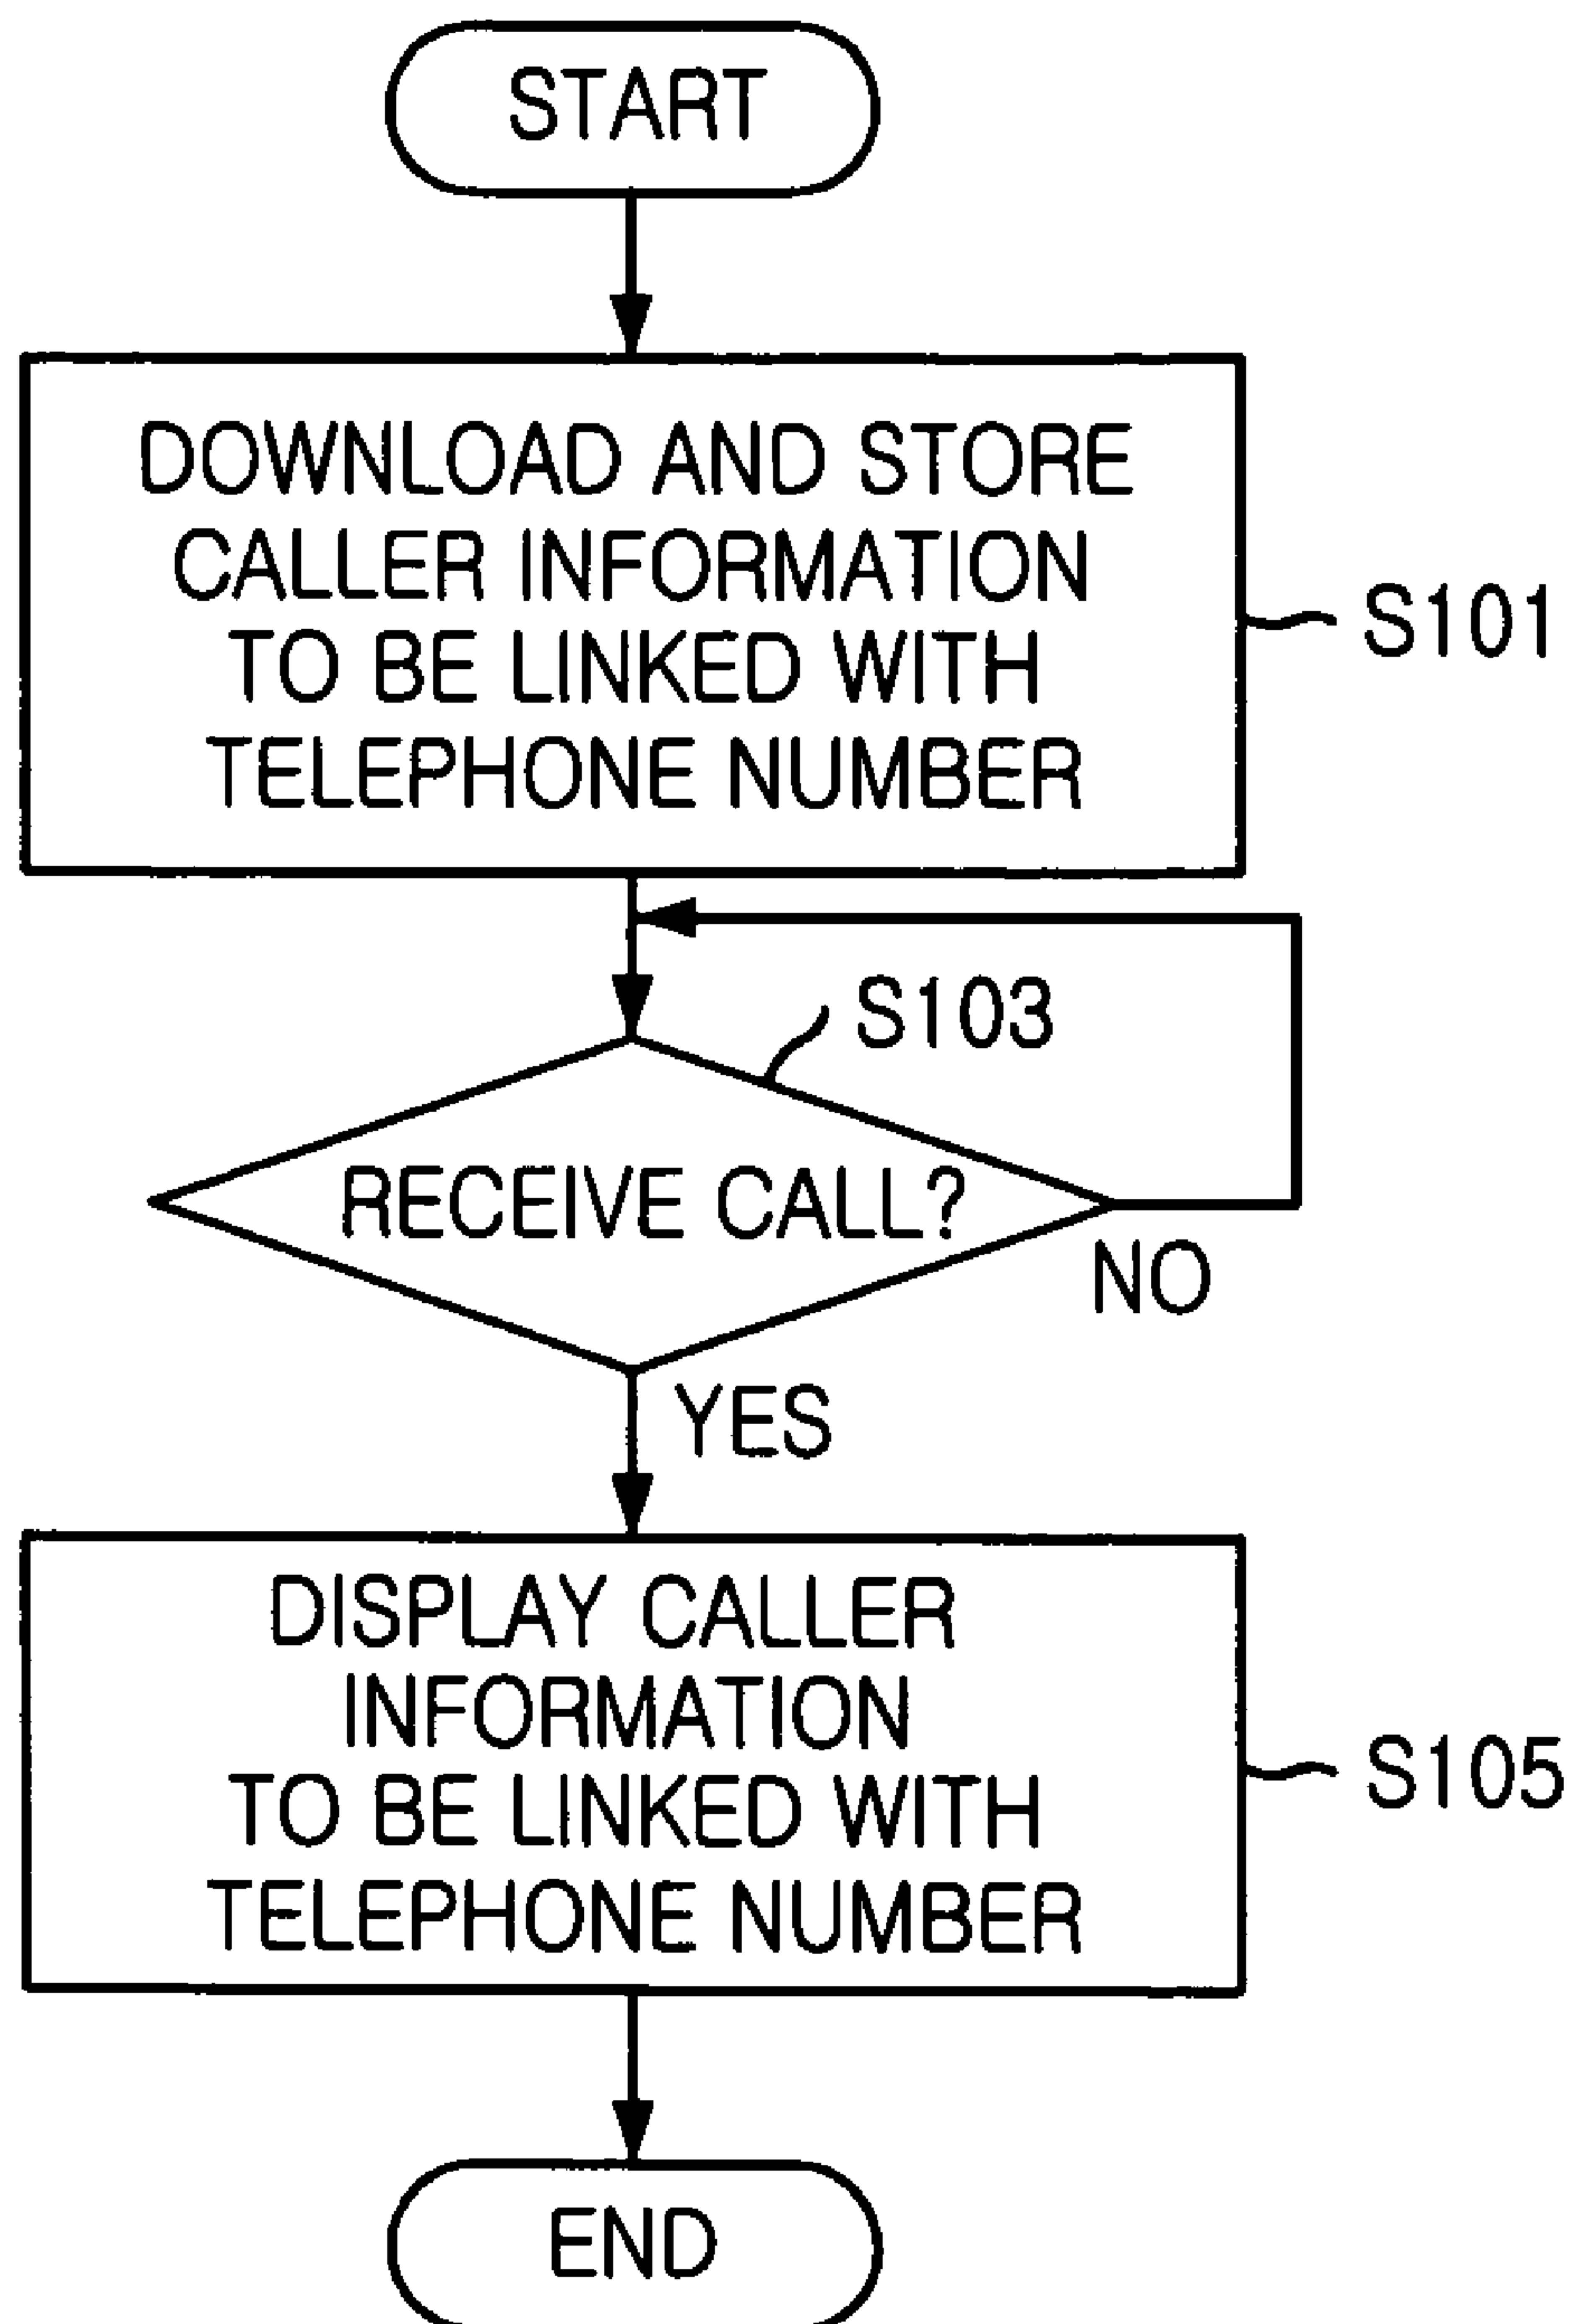 START
DOWNLOAD AND STORE
CALLER INFORMATION
TO BE LINKED WITH
TELEPHONE NUMBER
S101
S103
RECEIVE CALL?
NO
YES
DISPLAY CALLER
INFORMATION
TO BE LINKED WITH
TELEPHONE NUMBER
S105
END